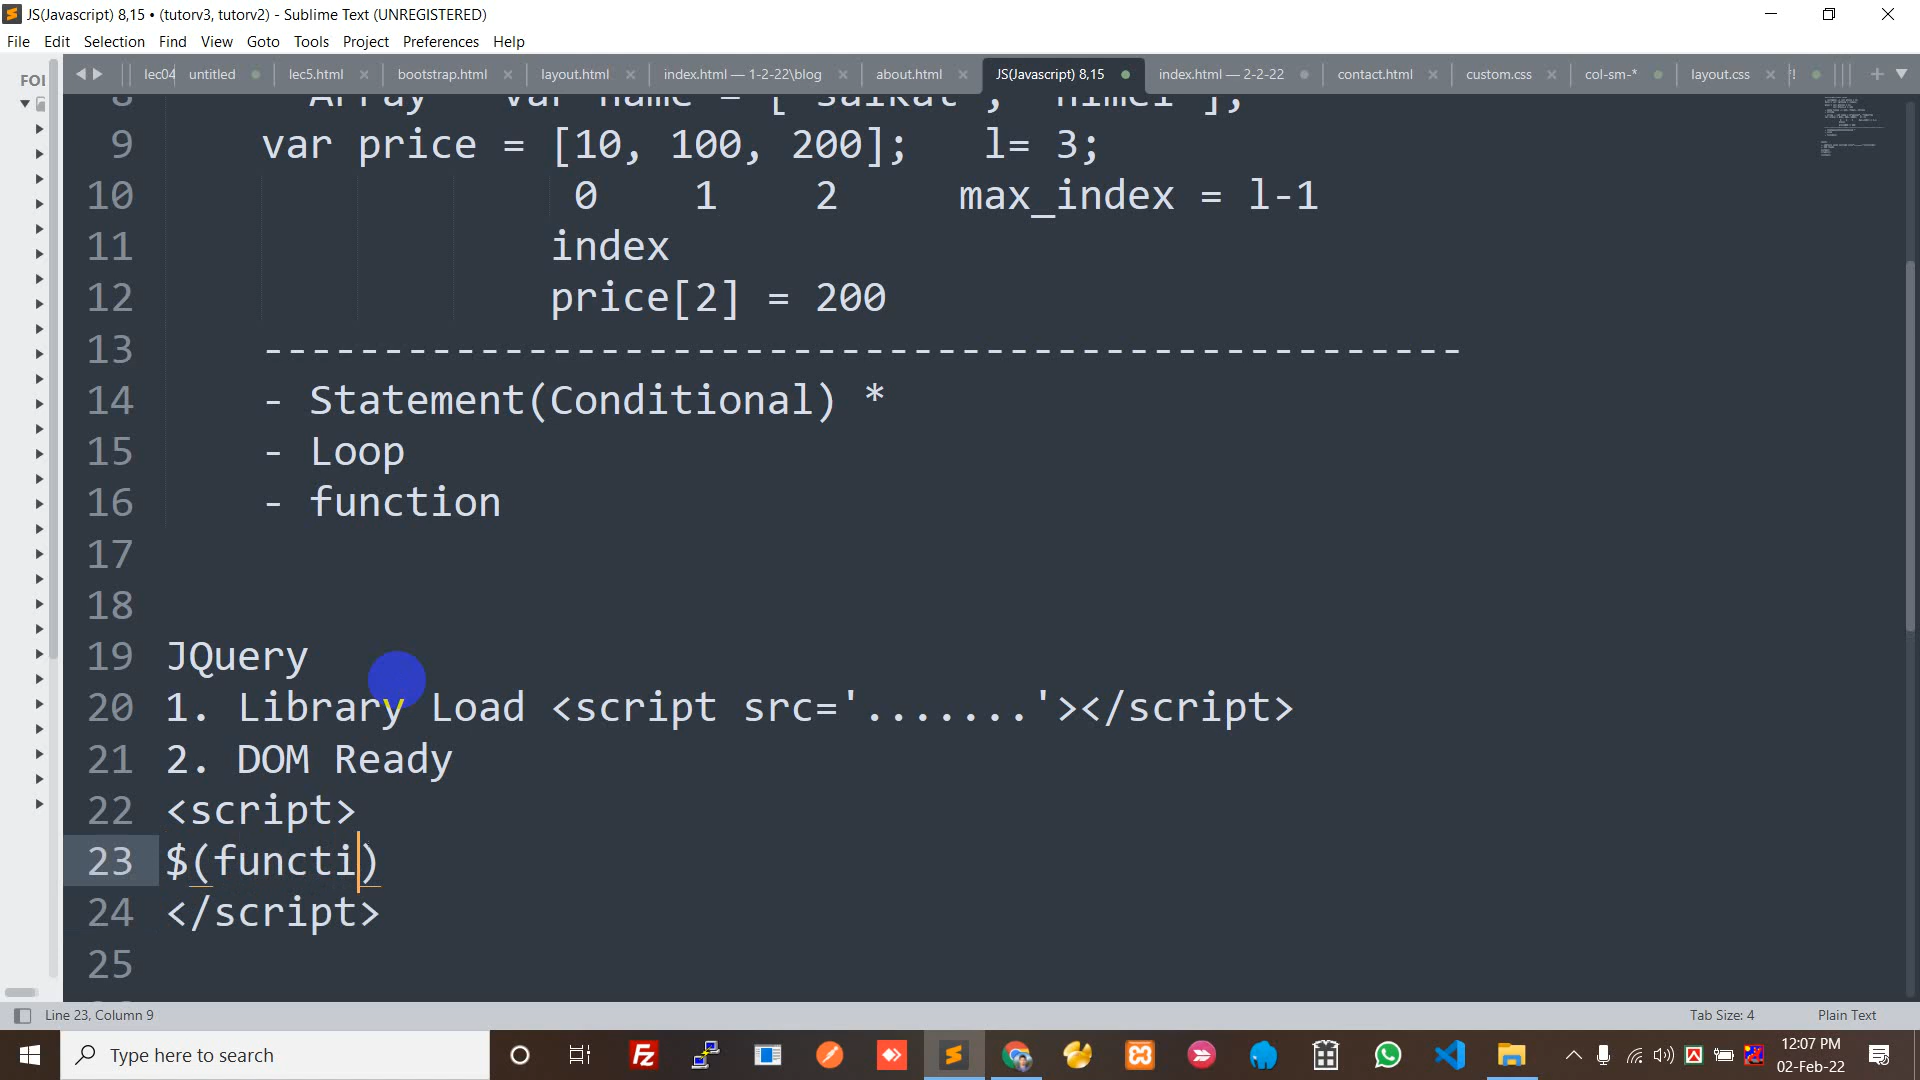 JS(Javascript) 8,15 • (tutorv3, tutorv2) - Sublime Text (UNREGISTERED)
File Edit Selection Find View Goto Tools Project Preferences Help
FOI
lec04 untitled lec5.html bootstrap.html layout.html index.html — 1-2-22\blog about.html JS(Javascript) 8,15 index.html — 2-2-22 contact.html custom.css col-sm-* layout.css
8 Array var name = ["saikat",
9 var price = [10, 100, 200]; l= 3;
10 0 1 2 max_index = l-1
11 index
12 price[2] = 200
13 --------------------------------------------------
14 - Statement(Conditional) *
15 - Loop
16 - function
17
18
19 JQuery
20 1. Library Load <script src='.......'></script>
21 2. DOM Ready
22 <script>
23 $(functi)
24 </script>
25
Line 23, Column 9 Tab Size: 4 Plain Text
Type here to search
12:07 PM
02-Feb-22